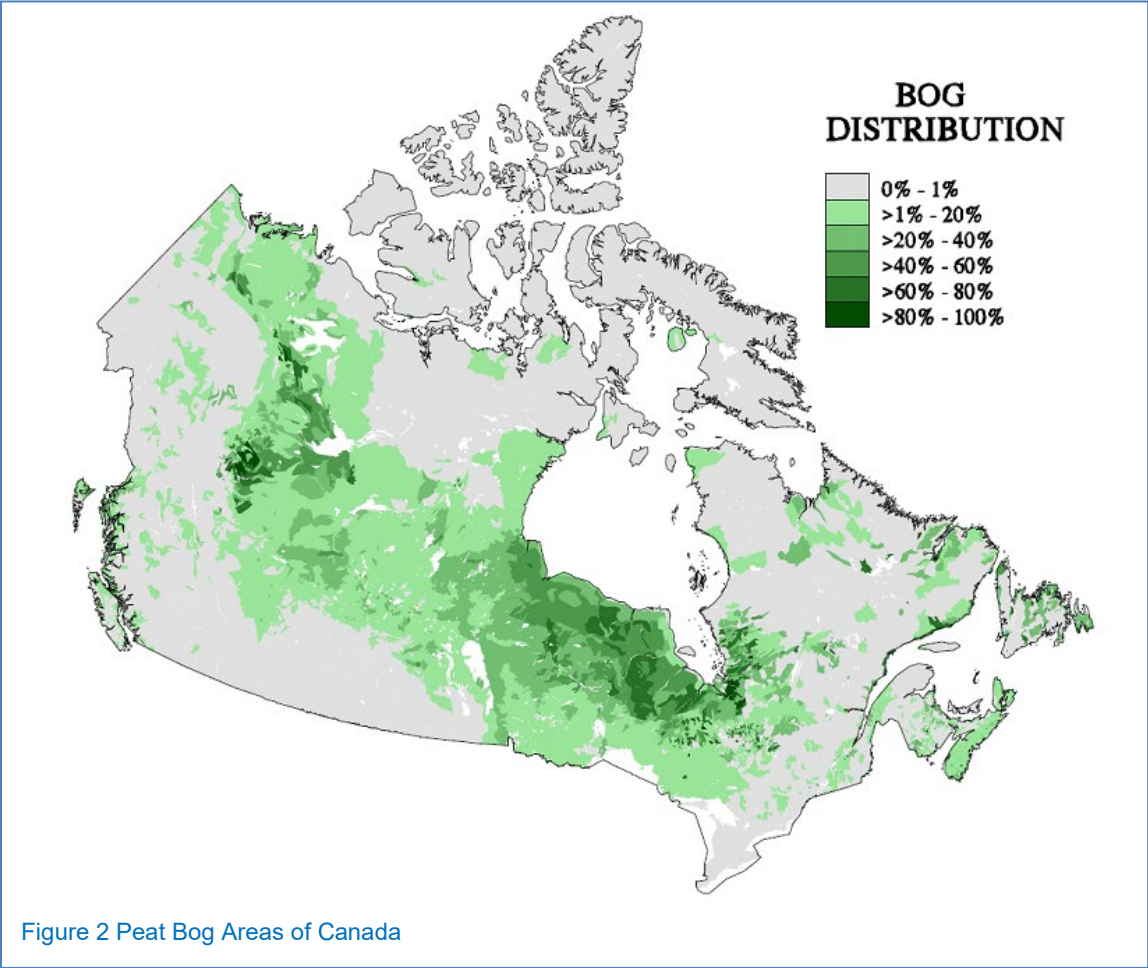 BOG
DISTRIBUTION
0% - 1%
>1% - 20%
>20% - 40%
>40% - 60%
>60% - 80%
>80% - 100%
Figure 2 Peat Bog Areas of Canada